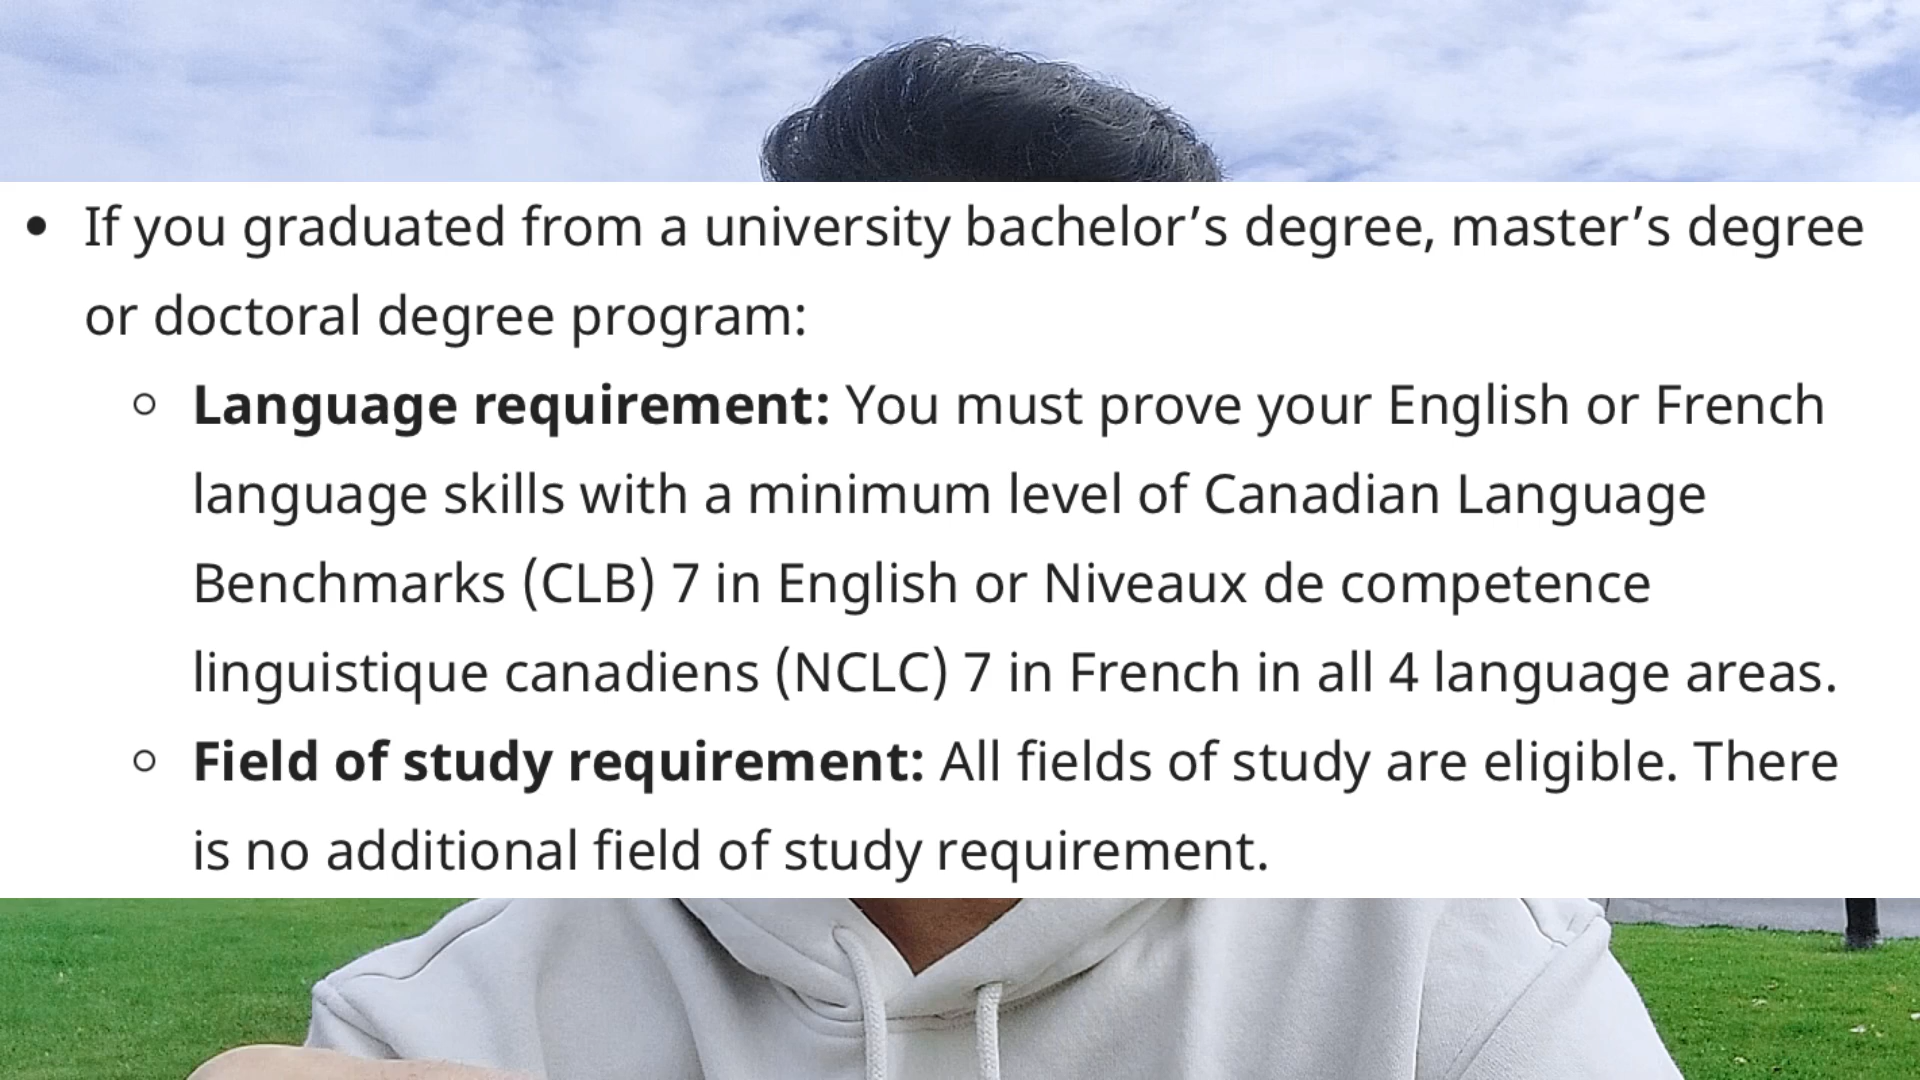 • If you graduated from a university bachelor’s degree, master’s degree
or doctoral degree program:
○ Language requirement: You must prove your English or French
language skills with a minimum level of Canadian Language
Benchmarks (CLB) 7 in English or Niveaux de competence
linguistique canadiens (NCLC) 7 in French in all 4 language areas.
○ Field of study requirement: All fields of study are eligible. There
is no additional field of study requirement.